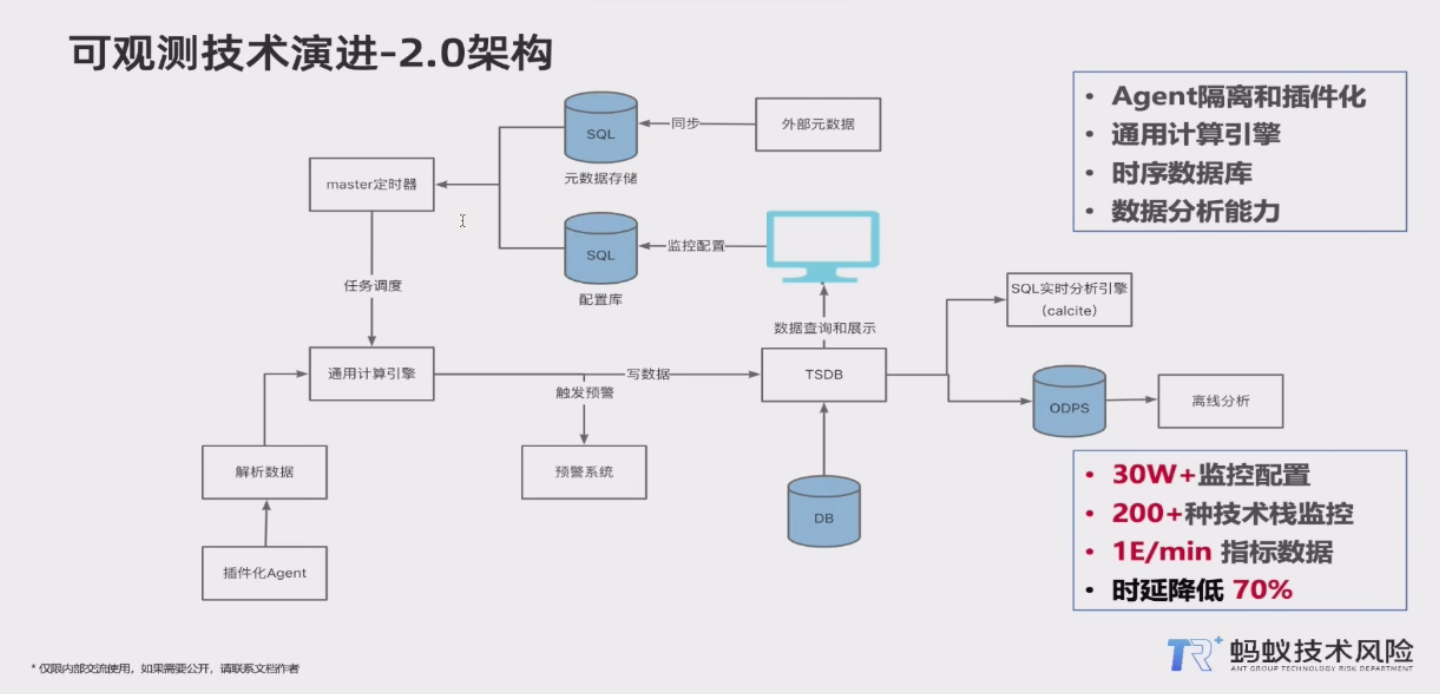 可观测技术演进-2.0架构
Agent隔离和插件化
通用计算引擎
时序数据库
数据分析能力
SQL
同步
外部元数据
元数据存储
master定时器
SQL
监控配置
配置库
任务调度
SQL实时分析引擎
（calcite）
数据查询和展示
通用计算引擎
写数据
TSDB
触发预警
ODPS
离线分析
解析数据
预警系统
DB
插件化Agent
30W+监控配置
200+种技术栈监控
1E/min 指标数据
时延降低 70%
* 仅限内部交流使用，如果需要公开，请联系文档作者
TR+ 蚂蚁技术风险
ANT GROUP TECHNOLOGY RISK DEPARTMENT